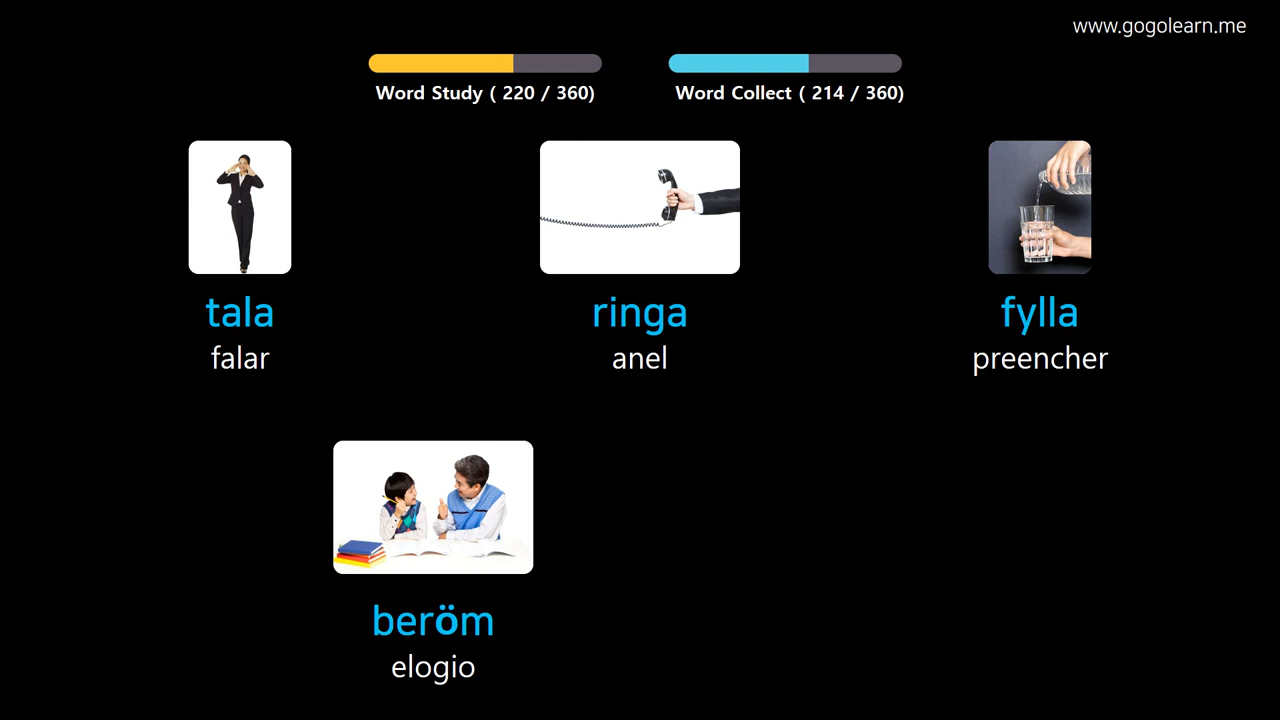 www.gogolearn.me
Word Study ( 220 / 360)
Word Collect ( 214 / 360)
tala
falar
ringa
anel
fylla
preencher
beröm
elogio